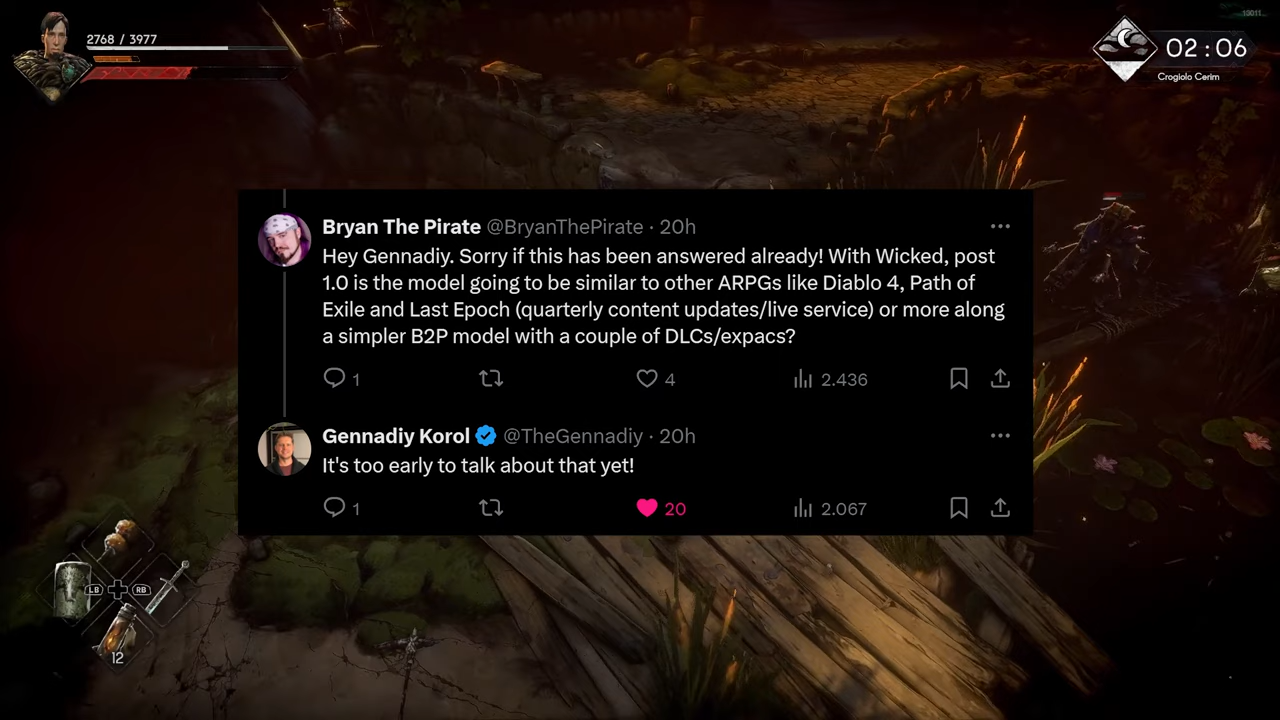 2768 / 3977
15011
02:06
Crogiolo Cerim
Bryan The Pirate @BryanThePirate · 20h
Hey Gennadiy. Sorry if this has been answered already! With Wicked, post
1.0 is the model going to be similar to other ARPGs like Diablo 4, Path of
Exile and Last Epoch (quarterly content updates/live service) or more along
a simpler B2P model with a couple of DLCs/expacs?
1 4 2.436
Gennadiy Korol @TheGennadiy · 20h
It's too early to talk about that yet!
1 20 2.067
LB RB
12